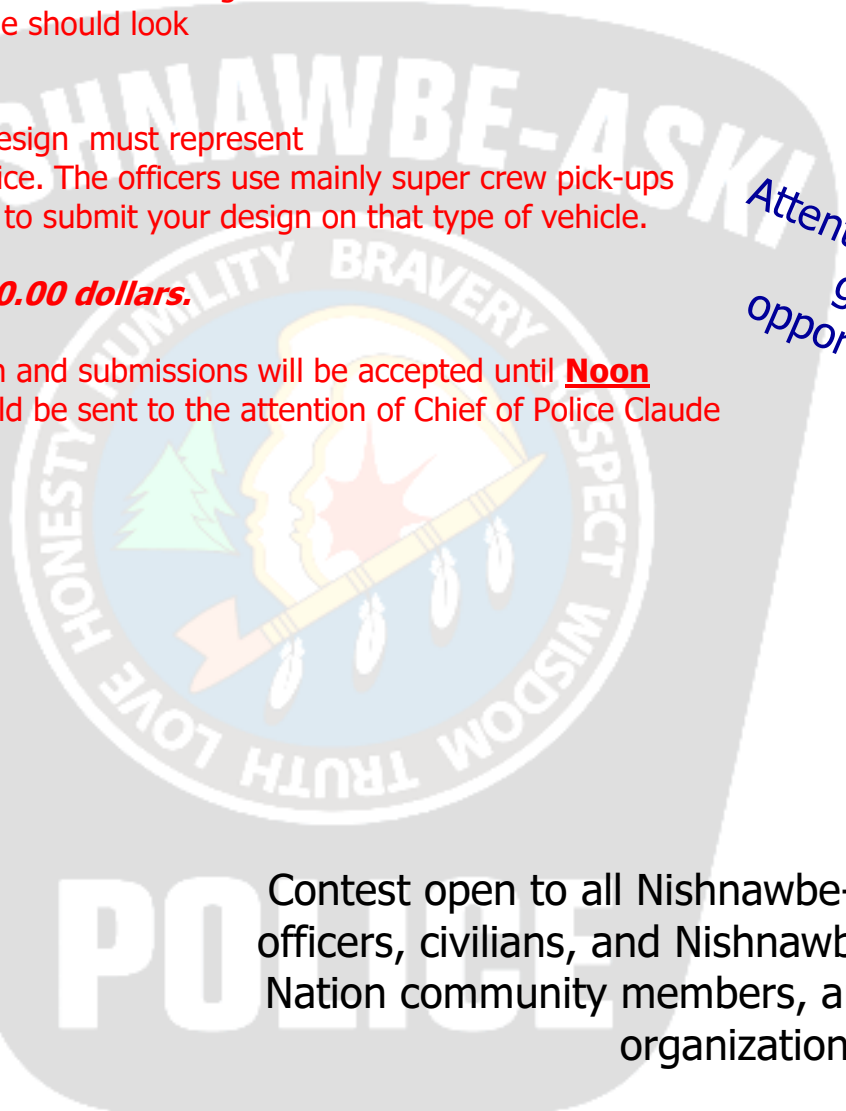 e should look
esign must represent
ice. The officers use mainly super crew pick-ups
to submit your design on that type of vehicle.
0.00 dollars.
n and submissions will be accepted until Noon
ld be sent to the attention of Chief of Police Claude
Attent
g
oppor
SHNAWBE-ASKI
HONESTY HUMILITY BRAVERY RESPECT WISDOM TRUTH LOVE
POLICE
Contest open to all Nishnawbe-
officers, civilians, and Nishnawb
Nation community members, a
organization